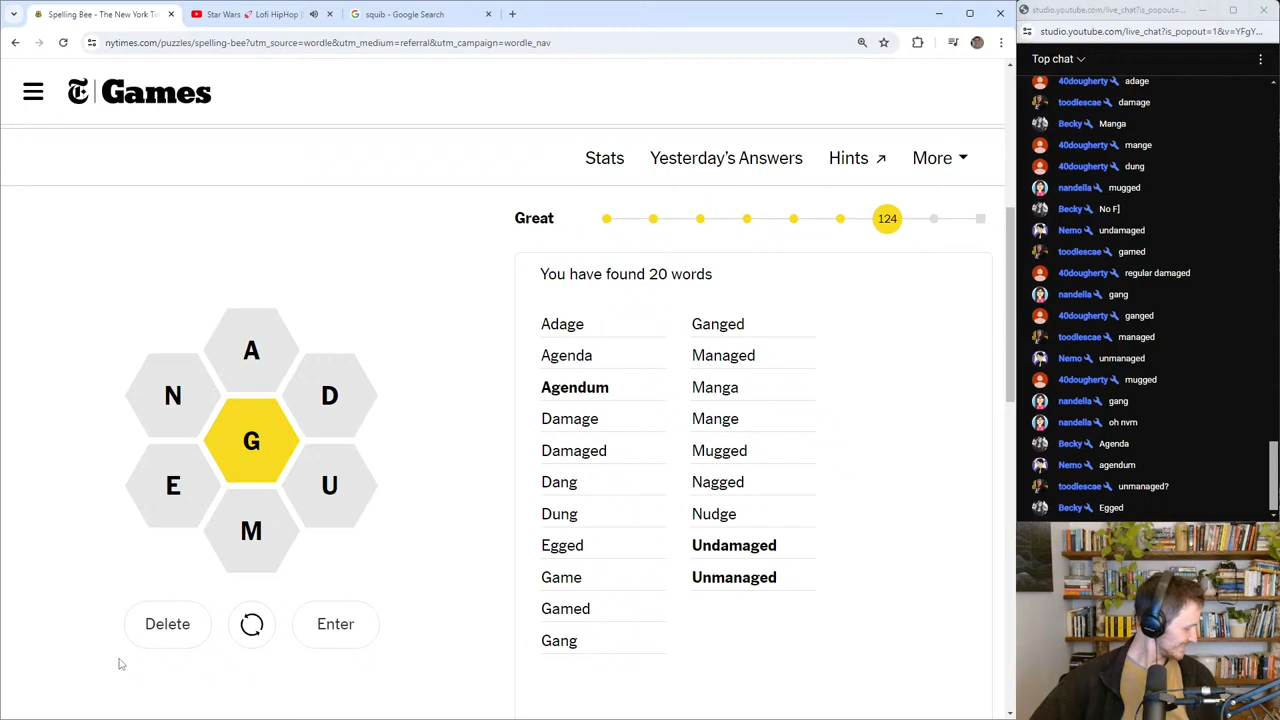 Spelling Bee - The New York Ti
Star Wars 🚀 Lofi HipHop
squib - Google Search
studio.youtube.com/live_chat?is_popout=...
nytimes.com/puzzles/spelling-bee?utm_source=wordle&utm_medium=referral&utm_campaign=wordle_nav
studio.youtube.com/live_chat?is_popout=1&v=YFgY...
Games
Top chat
Stats
Yesterday's Answers
Hints
More
Great
124
You have found 20 words
Adage
Agenda
Agendum
Damage
Damaged
Dang
Dung
Egged
Game
Gamed
Gang
Ganged
Managed
Manga
Mange
Mugged
Nagged
Nudge
Undamaged
Unmanaged
A
N
D
G
E
U
M
Delete
Enter
40dougherty adage
toodlescae damage
Becky Manga
40dougherty mange
40dougherty dung
nandella mugged
Becky No F]
Nemo undamaged
toodlescae gamed
40dougherty regular damaged
nandella gang
40dougherty ganged
toodlescae managed
Nemo unmanaged
40dougherty mugged
nandella gang
nandella oh nvm
Becky Agenda
Nemo agendum
toodlescae unmanaged?
Becky Egged